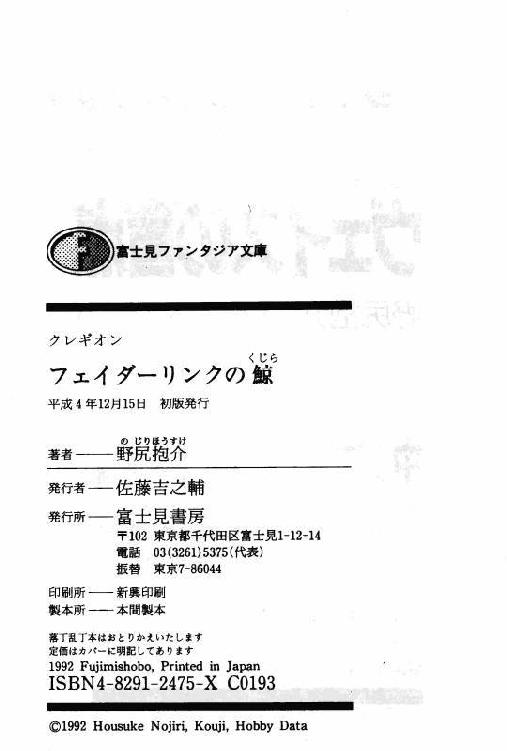 富士見ファンタジア文庫
クレギオン
くじら
フェイダーリンクの鯨
平成4年12月15日 初版発行
の じりほうすけ
著者――野尻抱介
発行者――佐藤吉之輔
発行所――富士見書房
〒102 東京都千代田区富士見1-12-14
電話 03(3261)5375(代表)
振替 東京7-86044
印刷所――新興印刷
製本所――本間製本
落丁乱丁本はおとりかえいたします
定価はカバーに明記してあります
1992 Fujimishobo, Printed in Japan
ISBN4-8291-2475-X C0193
©1992 Housuke Nojiri, Kouji, Hobby Data